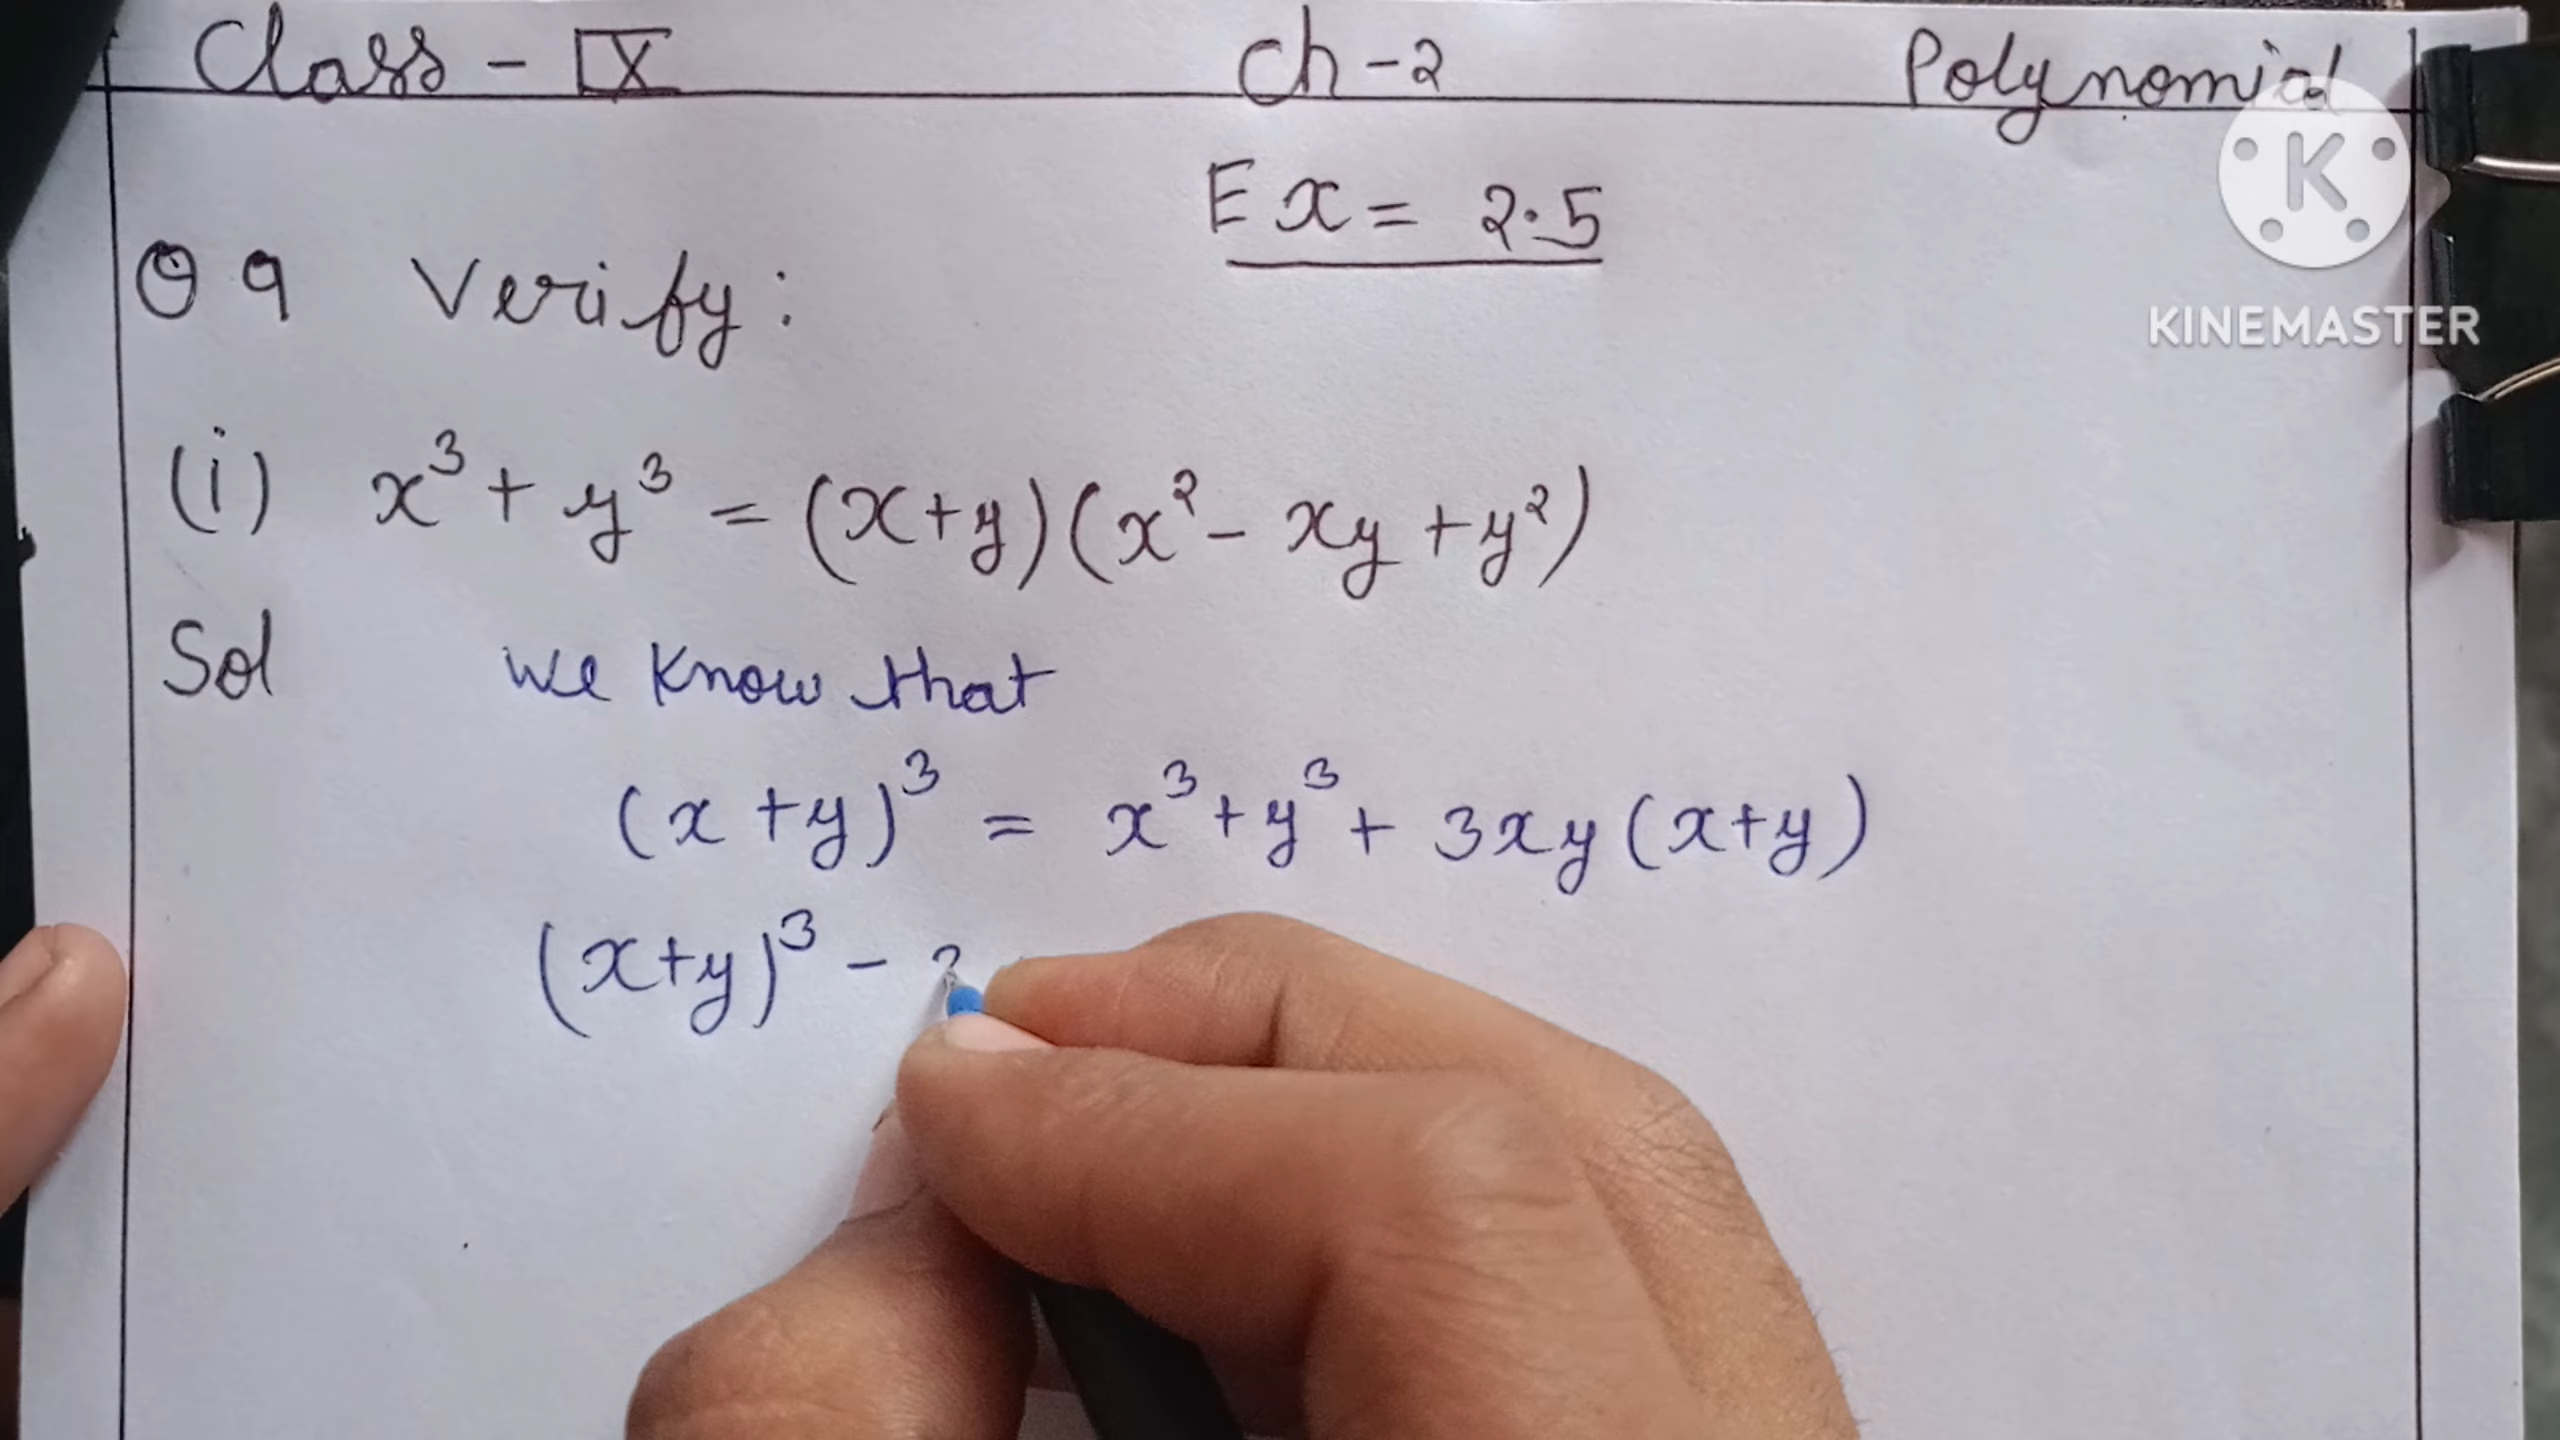 Class - IX Ch-2 Polynomial
Ex = 2.5
Q 9 Verify:
(i) x³ + y³ = (x+y)(x² - xy + y²)
Sol We Know that
(x + y)³ = x³ + y³ + 3xy(x+y)
(x+y)³ -
K
KINEMASTER